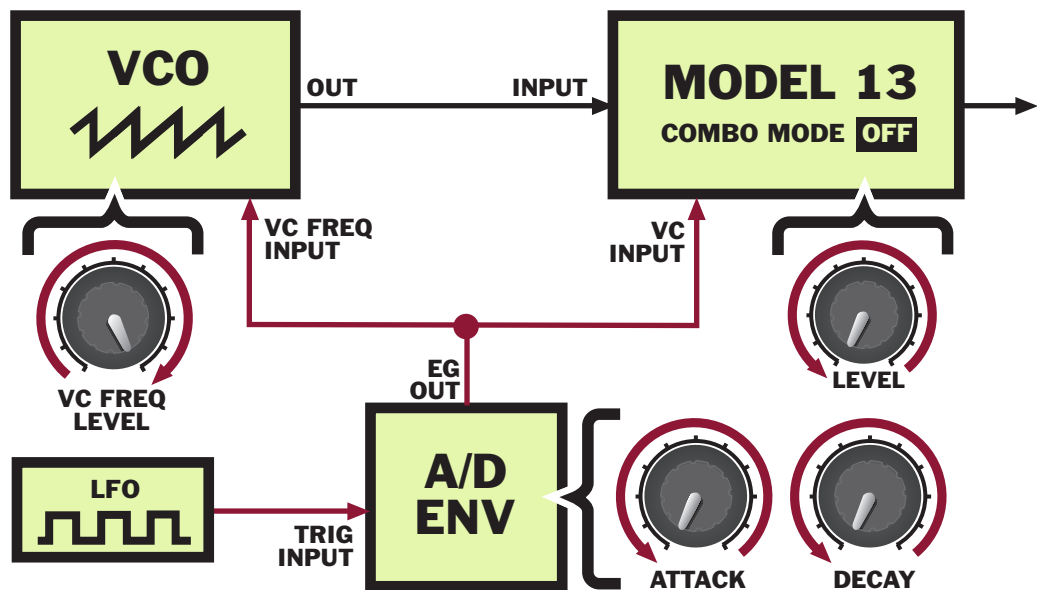 VCO
OUT
INPUT
MODEL 13
COMBO MODE OFF
VC FREQ
INPUT
VC
INPUT
VC FREQ
LEVEL
LEVEL
EG
OUT
LFO
TRIG
INPUT
A/D
ENV
ATTACK
DECAY